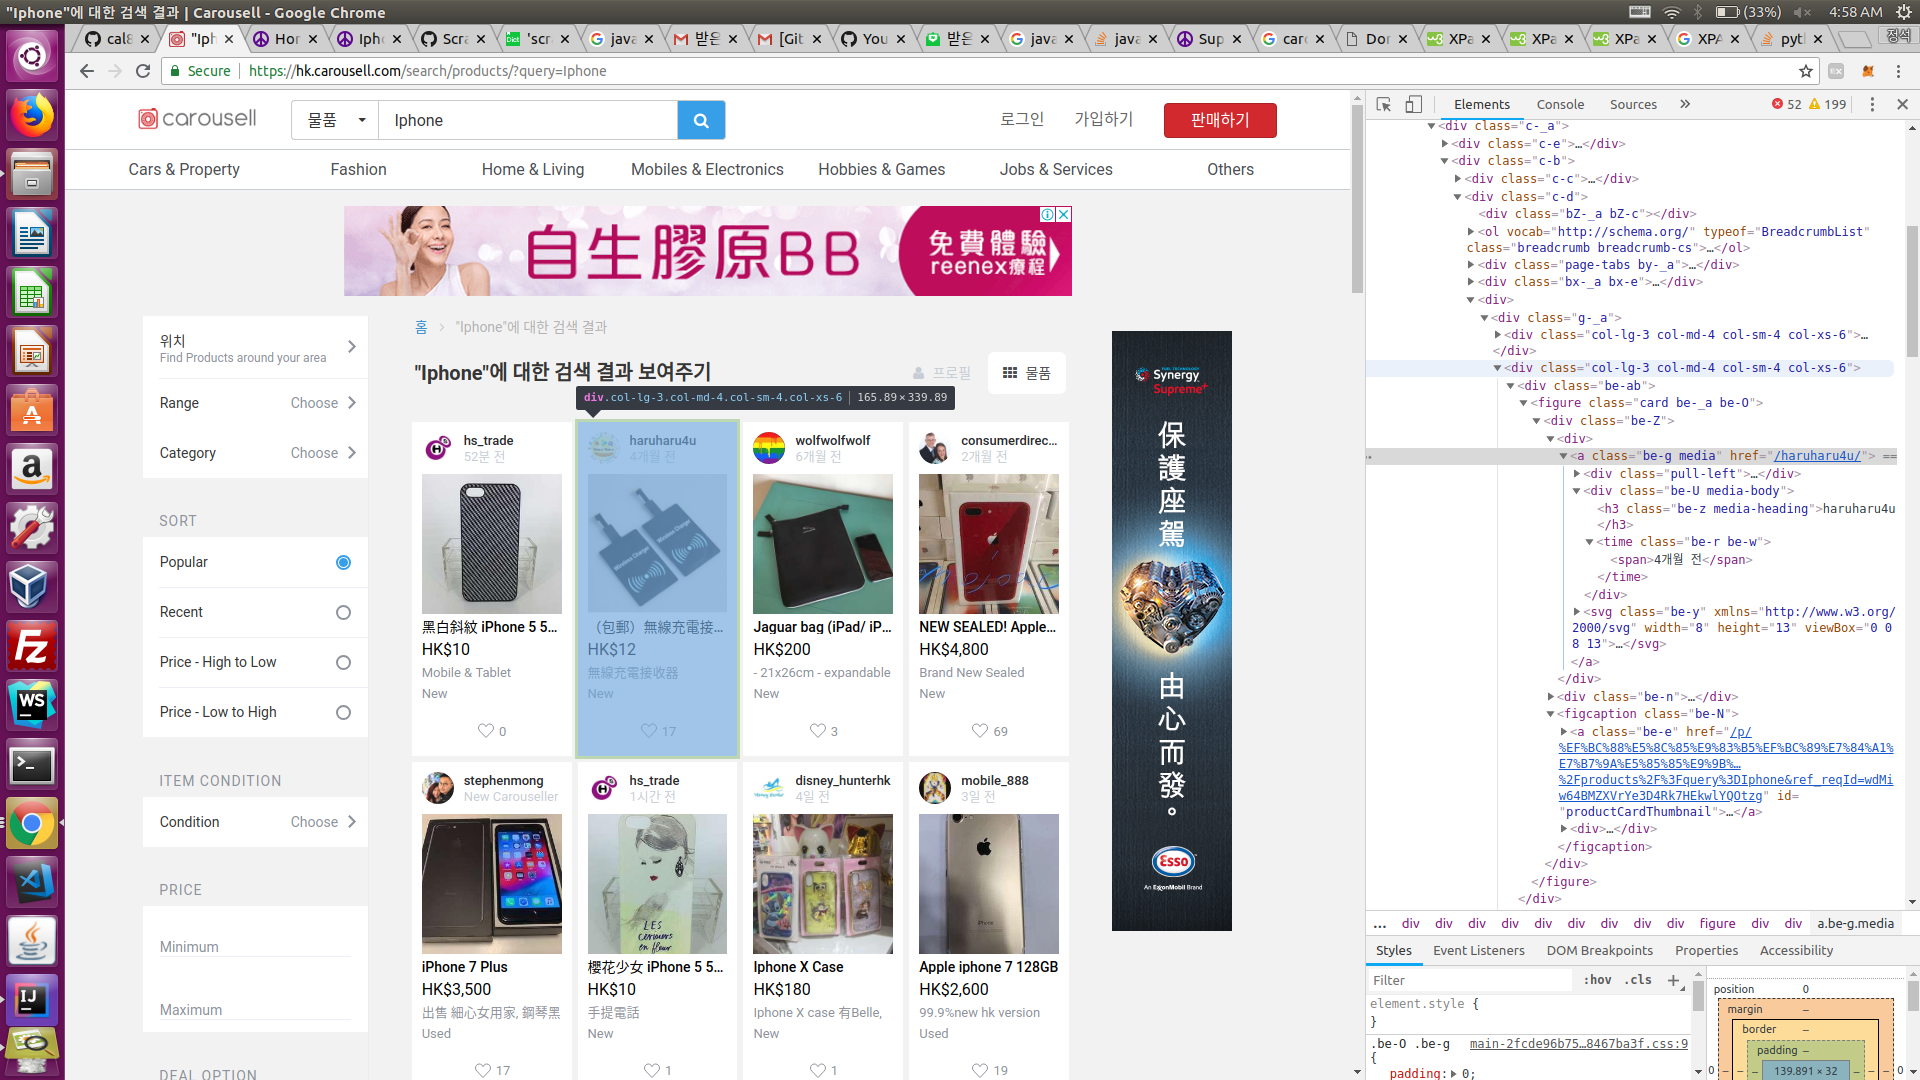 "Iphone"에 대한 검색 결과 | Carousell - Google Chrome
(33%)
4:58 AM
cal8
"Iph
Hor
Iph
Scra
'scr
java
받은
[Git
You
받은
java
java
Sup
card
Dor
XPa
XPa
XPa
XPA
pyt
정석
Secure
https://hk.carousell.com/search/products/?query=Iphone
carousell
물품
Iphone
로그인
가입하기
판매하기
Cars & Property
Fashion
Home & Living
Mobiles & Electronics
Hobbies & Games
Jobs & Services
Others
自生膠原BB
免費體驗
reenex療程
위치
Find Products around your area
Range
Choose
Category
Choose
SORT
Popular
Recent
Price - High to Low
Price - Low to High
ITEM CONDITION
Condition
Choose
PRICE
Minimum
Maximum
DEAL OPTION
홈
"Iphone"에 대한 검색 결과
"Iphone"에 대한 검색 결과 보여주기
프로필
물품
div.col-lg-3.col-md-4.col-sm-4.col-xs-6
165.89×339.89
hs_trade
52분 전
黑白斜紋 iPhone 5 5...
HK$10
Mobile & Tablet
New
0
haruharu4u
4개월 전
（包郵）無線充電接...
HK$12
無線充電接收器
New
17
wolfwolfwolf
6개월 전
Jaguar bag (iPad/ iP...
HK$200
- 21x26cm - expandable
New
3
consumerdirec...
2개월 전
NEW SEALED! Apple...
HK$4,800
Brand New Sealed
New
69
stephenmong
New Carouseller
iPhone 7 Plus
HK$3,500
出售 細心女用家, 鋼琴黑
Used
17
hs_trade
1시간 전
LES
cerisiers
en fleur
櫻花少女 iPhone 5 5...
HK$10
手提電話
New
1
disney_hunterhk
4일 전
Iphone X Case
HK$180
Iphone X case 有Belle,
New
1
mobile_888
3일 전
iPhone
Apple iphone 7 128GB
HK$2,600
99.9%new hk version
Used
19
Synergy
Supreme+
保護座駕
由心而發。
Esso
An ExxonMobil Brand
Elements
Console
Sources
52
199
<div class="c-_a">
<div class="c-e">…</div>
<div class="c-b">
<div class="c-c">…</div>
<div class="c-d">
<div class="bZ-_a bZ-c"></div>
<ol vocab="http://schema.org/" typeof="BreadcrumbList"
class="breadcrumb breadcrumb-cs">…</ol>
<div class="page-tabs by-_a">…</div>
<div class="bx-_a bx-e">…</div>
<div>
<div class="g-_a">
<div class="col-lg-3 col-md-4 col-sm-4 col-xs-6">…
</div>
<div class="col-lg-3 col-md-4 col-sm-4 col-xs-6">
<div class="be-ab">
<figure class="card be-_a be-O">
<div class="be-Z">
<div>
<a class="be-g media" href="/haruharu4u/"> ==
<div class="pull-left">…</div>
<div class="be-U media-body">
<h3 class="be-z media-heading">haruharu4u
</h3>
<time class="be-r be-w">
<span>4개월 전</span>
</time>
</div>
<svg class="be-y" xmlns="http://www.w3.org/
2000/svg" width="8" height="13" viewBox="0 0
8 13">…</svg>
</a>
</div>
<div class="be-n">…</div>
<figcaption class="be-N">
<a class="be-e" href="/p/
%EF%BC%88%E5%8C%85%E9%83%B5%EF%BC%89%E7%84%A1%
E7%B7%9A%E5%85%85%E9%9B%…
%2Fproducts%2F%3Fquery%3DIphone&ref_reqId=wdMi
w64BMZXVrYe3D4Rk7HEkwlYQOtzg" id=
"productCardThumbnail">…</a>
<div>…</div>
</figcaption>
</div>
</figure>
</div>
... div div div div div div div div div figure div div a.be-g.media
Styles
Event Listeners
DOM Breakpoints
Properties
Accessibility
Filter
:hov
.cls
element.style {
}
.be-O .be-g
main-2fcde96b75…8467ba3f.css:9
{
padding: 0;
position 0
margin –
border –
padding –
0 – – – 139.891 × 32 – – – 0